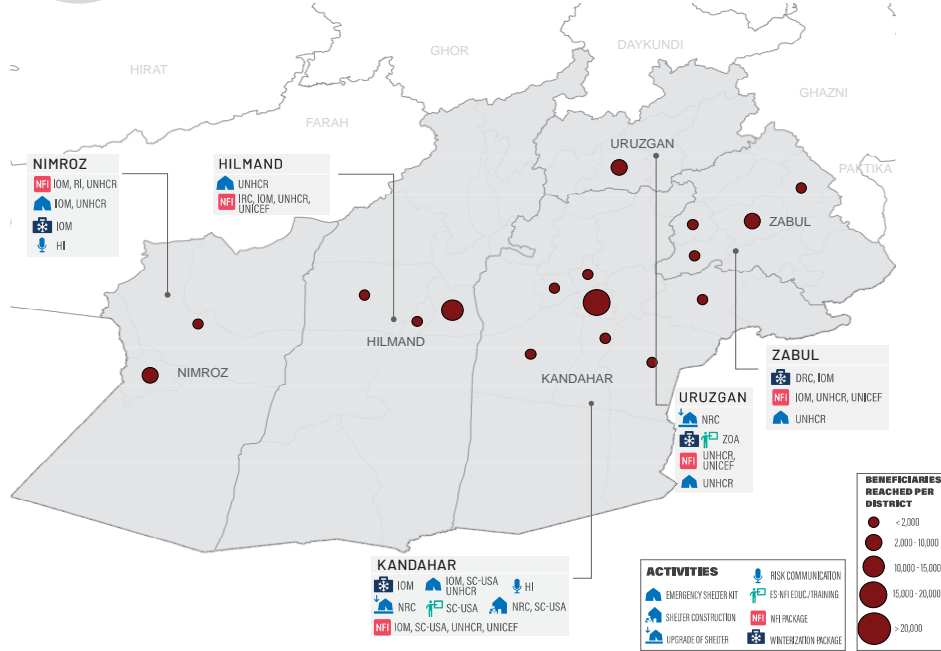 HIRAT
GHOR
DAYKUNDI
GHAZNI
FARAH
PAKTIKA
NIMROZ
NFI IOM, RI, UNHCR
IOM, UNHCR
IOM
HI
HILMAND
UNHCR
NFI IRC, IOM, UNHCR,
UNICEF
URUZGAN
ZABUL
HILMAND
NIMROZ
KANDAHAR
ZABUL
DRC, IOM
NFI IOM, UNHCR, UNICEF
UNHCR
URUZGAN
NRC
ZOA
NFI UNHCR,
UNICEF
UNHCR
KANDAHAR
IOM IOM, SC-USA
UNHCR HI
NRC SC-USA NRC, SC-USA
NFI IOM, SC-USA, UNHCR, UNICEF
ACTIVITIES
EMERGENCY SHELTER KIT
SHELTER CONSTRUCTION
UPGRADE OF SHELTER
RISK COMMUNICATION
ES-NFI EDUC./TRAINING
NFI NFI PACKAGE
WINTERIZATION PACKAGE
BENEFICIARIES
REACHED PER
DISTRICT
< 2,000
2,000 - 10,000
10,000 - 15,000
15,000 - 20,000
> 20,000